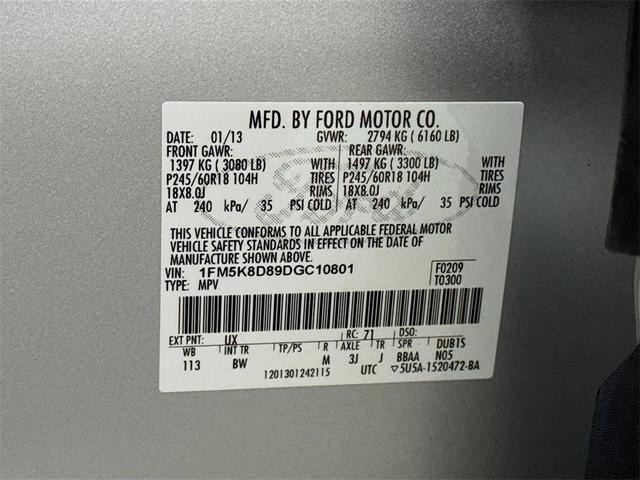 MFD. BY FORD MOTOR CO.
DATE: 01/13 GVWR: 2794 KG ( 6160 LB)
FRONT GAWR: REAR GAWR:
1397 KG ( 3080 LB) WITH 1497 KG ( 3300 LB) WITH
P245/60R18 104H TIRES P245/60R18 104H TIRES
18X8.0J RIMS 18X8.0J RIMS
AT 240 kPa/ 35 PSI COLD AT 240 kPa/ 35 PSI COLD
Ford
THIS VEHICLE CONFORMS TO ALL APPLICABLE FEDERAL MOTOR
VEHICLE SAFETY STANDARDS IN EFFECT ON THE DATE OF
MANUFACTURE SHOWN ABOVE.
VIN: 1FM5K8D89DGC10801 F0209
TYPE: MPV T0300
EXT PNT: UX RC: 71 DSO:
WB INT TR TP/PS R AXLE TR SPR DUB1S
113 BW M 3J J BBAA N05
1201301242115 UTC ▽5U5A-1520472-BA